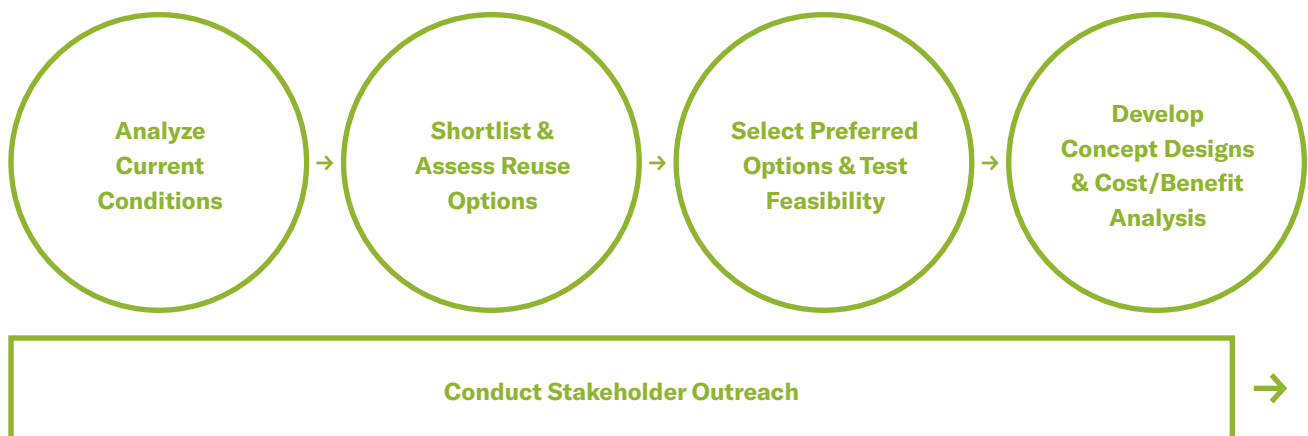 Analyze
Current
Conditions
→
Shortlist &
Assess Reuse
Options
→
Select Preferred
Options & Test
Feasibility
→
Develop
Concept Designs
& Cost/Benefit
Analysis
Conduct Stakeholder Outreach
→